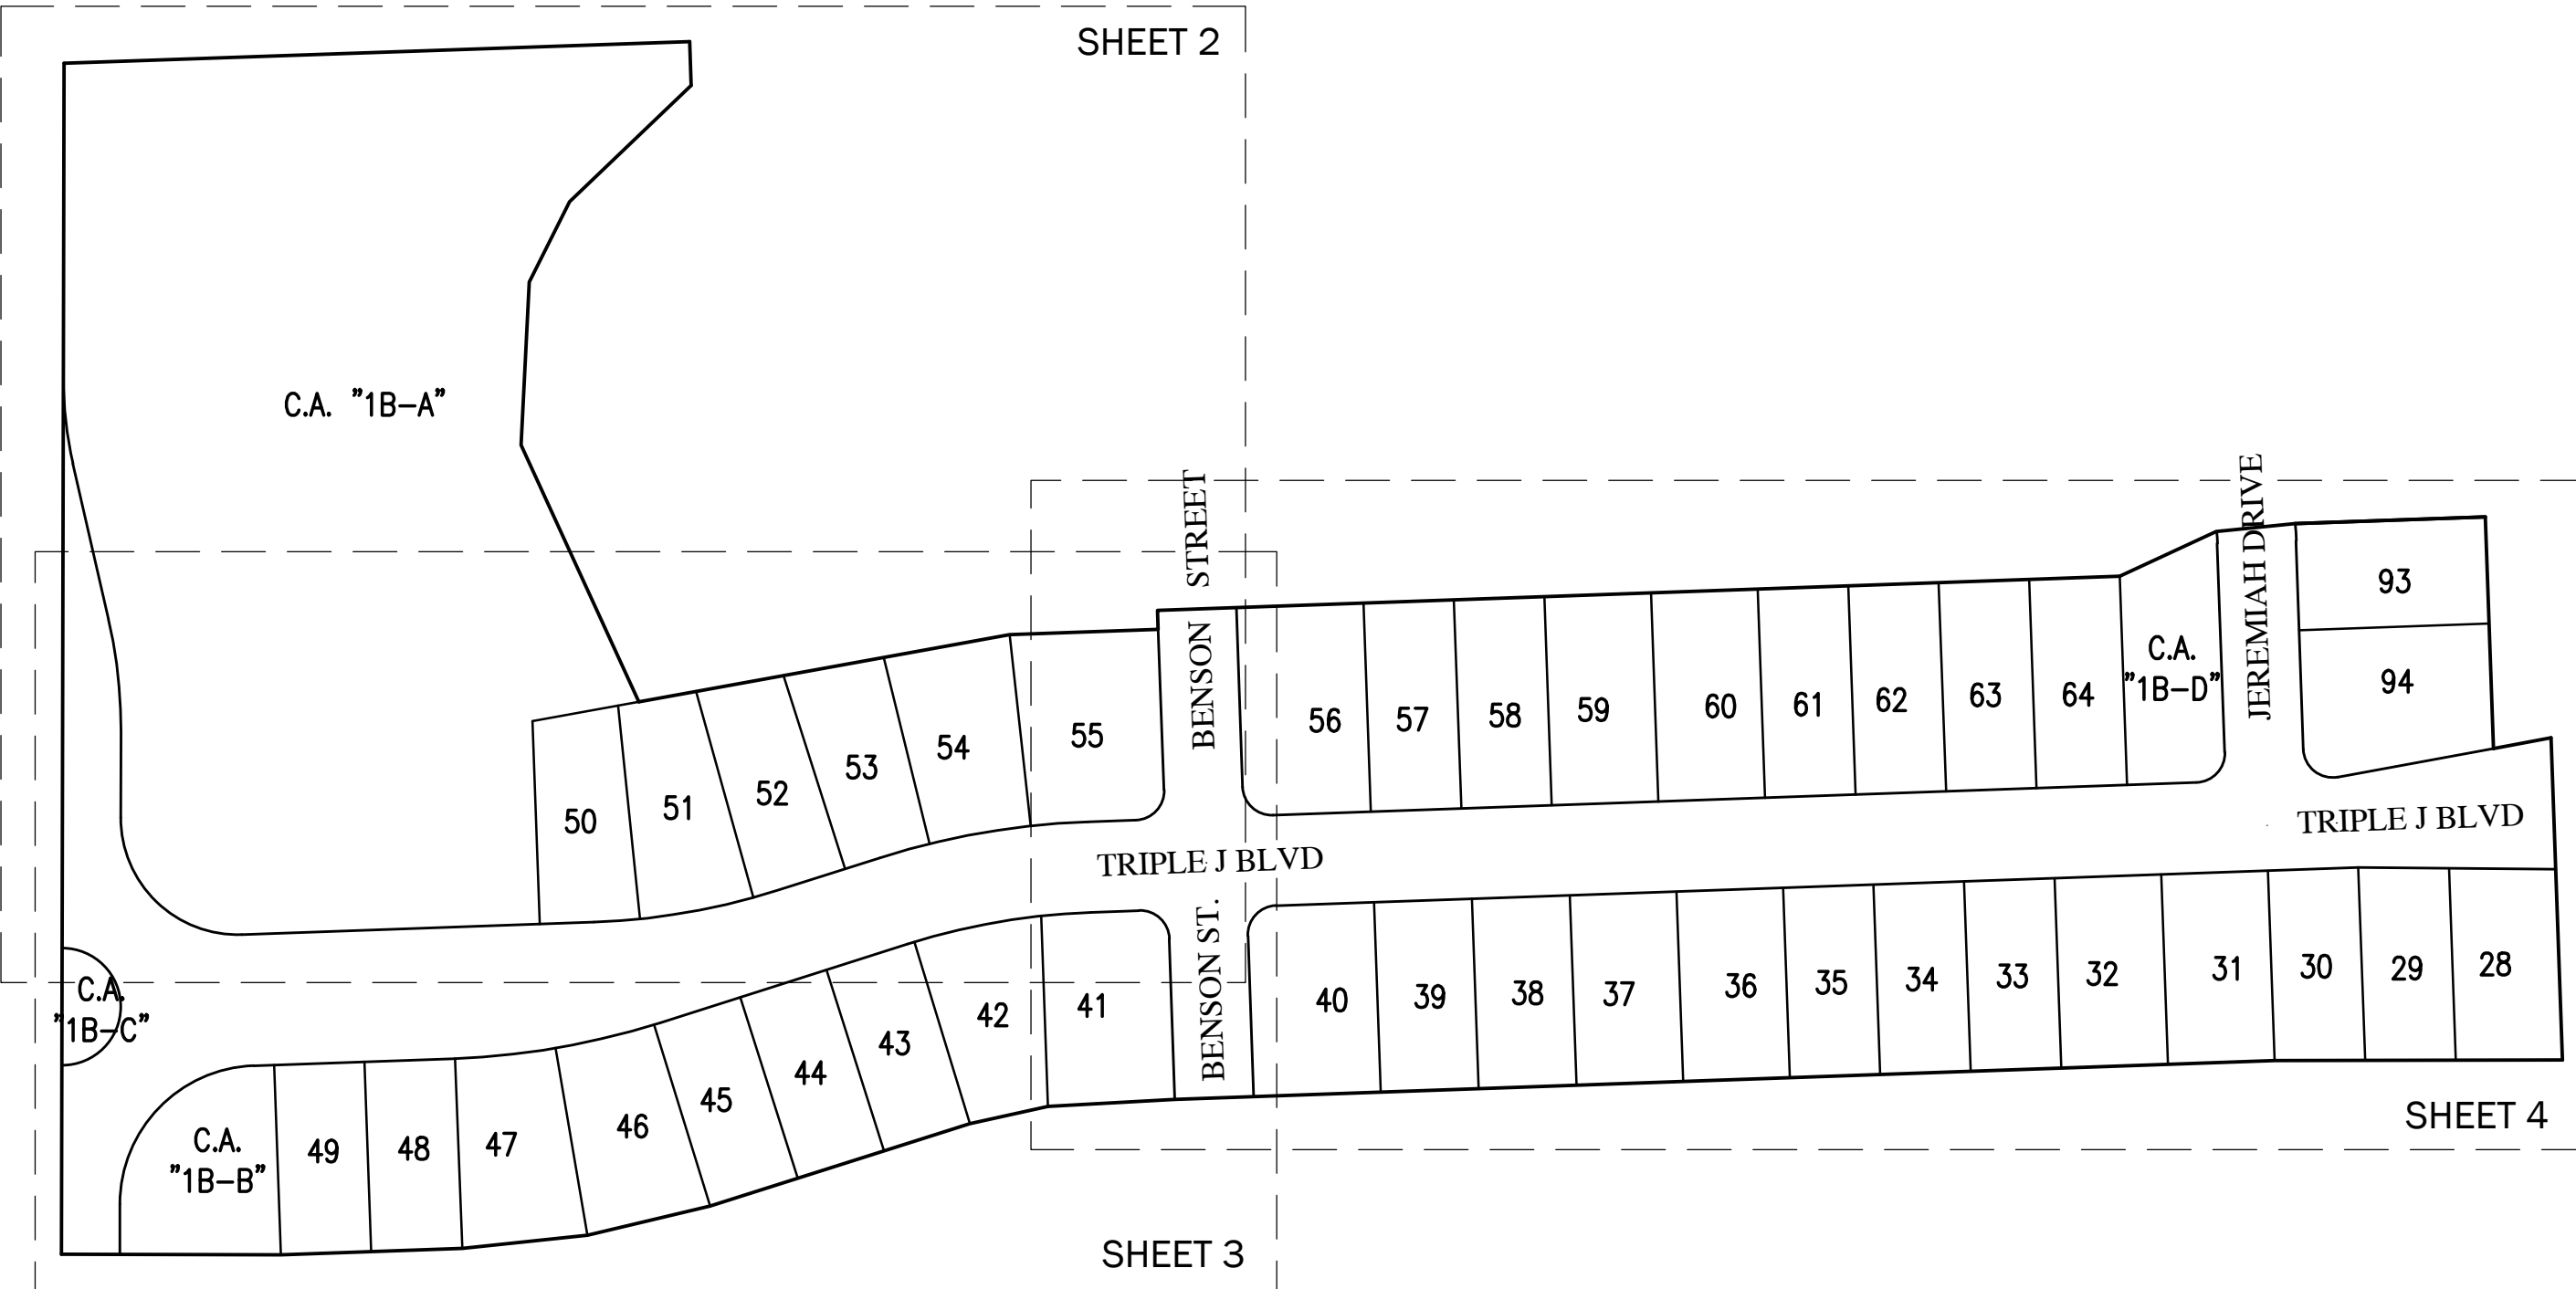 SHEET 2
C.A. "1B-A"
BENSON STREET
JEREMIAH DRIVE
93
94
C.A.
"1B-D"
50
51
52
53
54
55
56
57
58
59
60
61
62
63
64
TRIPLE J BLVD
TRIPLE J BLVD
C.A.
"1B-C"
BENSON ST.
C.A.
"1B-B"
49
48
47
46
45
44
43
42
41
40
39
38
37
36
35
34
33
32
31
30
29
28
SHEET 4
SHEET 3